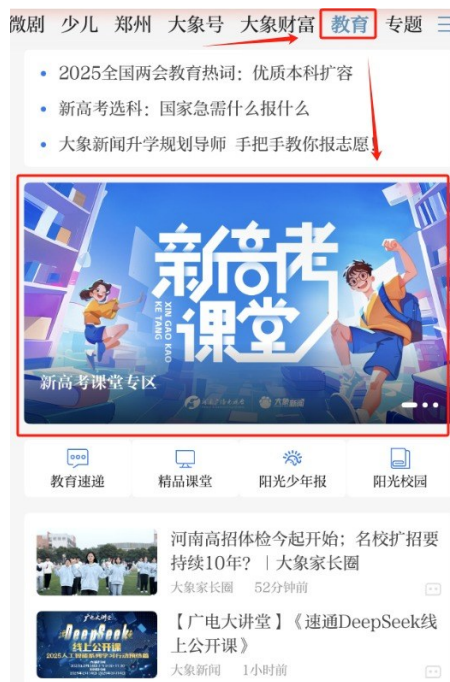 微剧 少儿 郑州 大象号 大象财富 教育 专题
2025全国两会教育热词：优质本科扩容
新高考选科：国家急需什么报什么
大象新闻升学规划导师 手把手教你报志愿
新高考
课堂
XIN GAO KAO
KE TANG
新高考课堂专区
大象新闻
教育速递 精品课堂 阳光少年报 阳光校园
河南高招体检今起开始；名校扩招要
持续10年？｜大象家长圈
大象家长圈 52分钟前
广电大讲堂
DeepSeek
线上公开课
【广电大讲堂】《速通DeepSeek线
上公开课》
大象新闻 1小时前